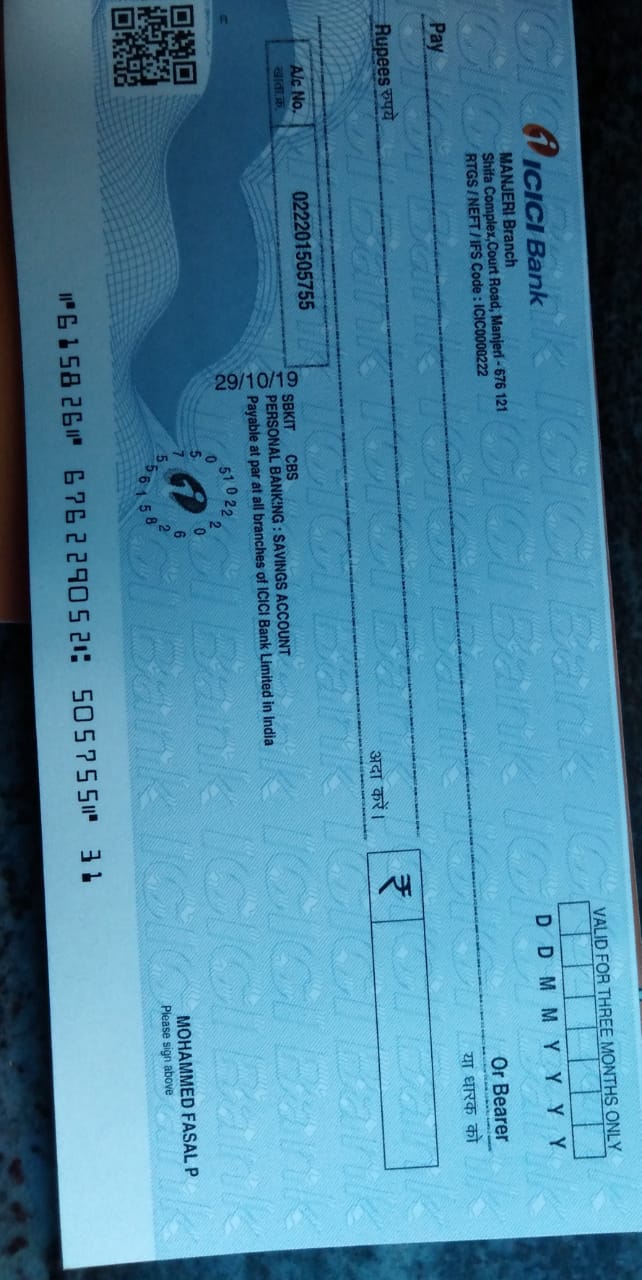 ICICI Bank
MANJERI Branch
Shifa Complex,Court Road, Manjeri - 676 121
RTGS / NEFT / IFS Code : ICIC0000222
VALID FOR THREE MONTHS ONLY
D D M M Y Y Y Y
Pay
Or Bearer
या धारक को
Rupees रुपये
अदा करें।
₹
A/c No.
खाता क्र.
022201505755
29/10/19
SBKIT CBS
PERSONAL BANKING : SAVINGS ACCOUNT
Payable at par at all branches of ICICI Bank Limited in India
MOHAMMED FASAL P
Please sign above
⑈615826⑈ 676229052⑆ 505755⑈ 31